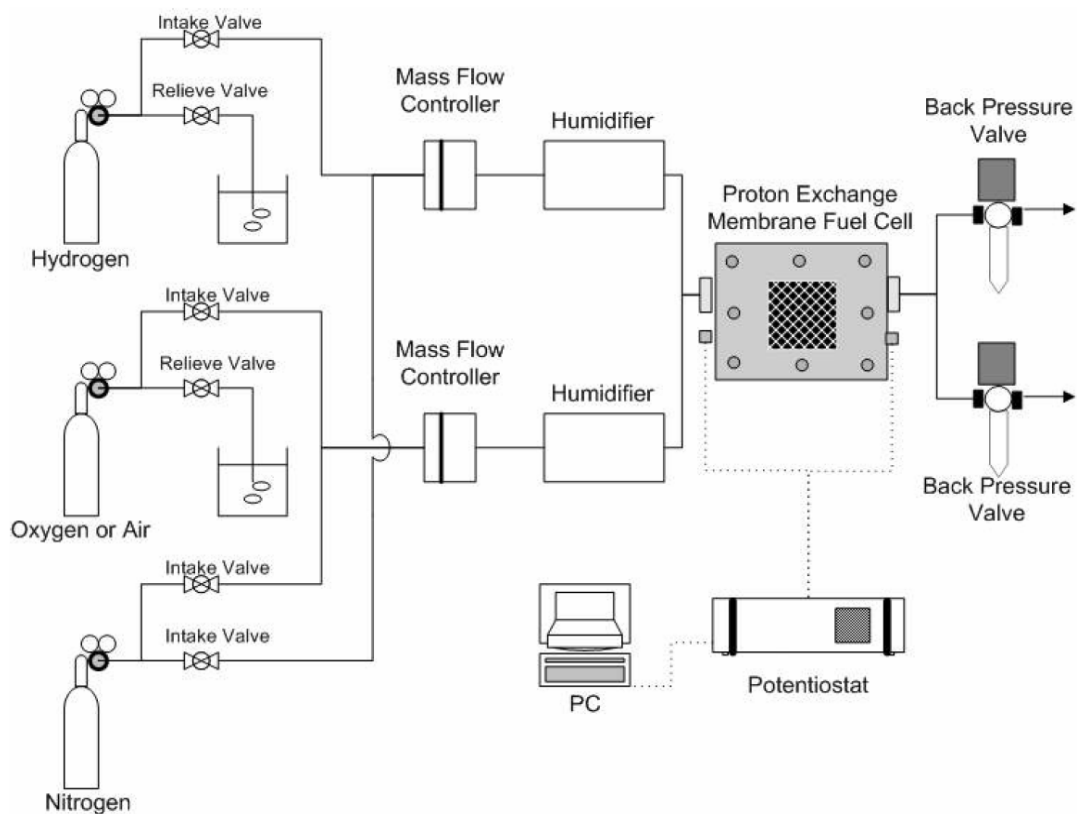 Intake Valve
Relieve Valve
Hydrogen
Mass Flow
Controller
Humidifier
Back Pressure
Valve
Proton Exchange
Membrane Fuel Cell
Intake Valve
Relieve Valve
Oxygen or Air
Mass Flow
Controller
Humidifier
Back Pressure
Valve
Intake Valve
Intake Valve
Nitrogen
PC
Potentiostat